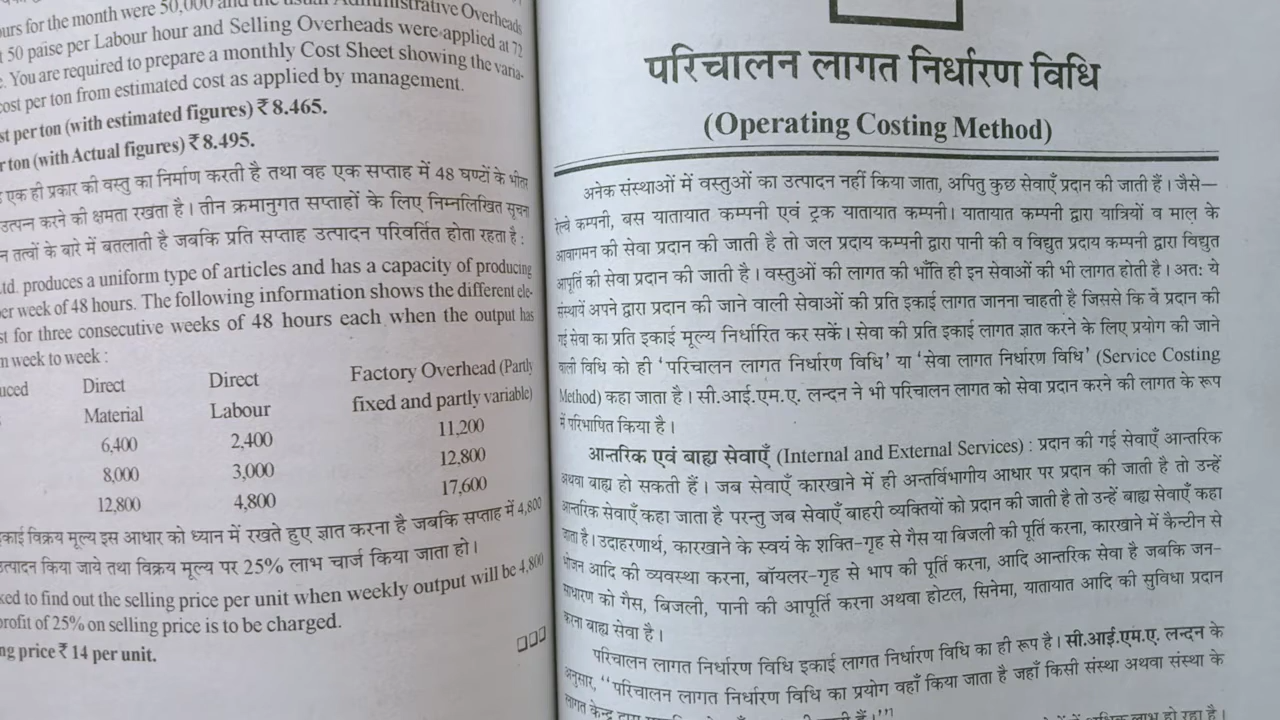 ours for the month were 50,000 and the usual Administrative Overheads
50 paise per Labour hour and Selling Overheads were applied at 72
. You are required to prepare a monthly Cost Sheet showing the varia-
cost per ton from estimated cost as applied by management.
st per ton (with estimated figures) ₹ 8.465.
r ton (with Actual figures) ₹ 8.495.
एक ही प्रकार की वस्तु का निर्माण करती है तथा वह एक सप्ताह में 48 घण्टों के भीतर
उत्पन्न करने की क्षमता रखता है। तीन क्रमानुगत सप्ताहों के लिए निम्नलिखित सूचना
न तत्वों के बारे में बतलाती है जबकि प्रति सप्ताह उत्पादन परिवर्तित होता रहता है :
td. produces a uniform type of articles and has a capacity of producing
er week of 48 hours. The following information shows the different ele-
st for three consecutive weeks of 48 hours each when the output has
m week to week :
uced Direct Direct Factory Overhead (Partly
Material Labour fixed and partly variable)
6,400 2,400 11,200
8,000 3,000 12,800
12,800 4,800 17,600
काई विक्रय मूल्य इस आधार को ध्यान में रखते हुए ज्ञात करना है जबकि सप्ताह में 4,800
त्पादन किया जाये तथा विक्रय मूल्य पर 25% लाभ चार्ज किया जाता हो।
ked to find out the selling price per unit when weekly output will be 4,800
profit of 25% on selling price is to be charged.
ng price ₹ 14 per unit.
परिचालन लागत निर्धारण विधि
(Operating Costing Method)
अनेक संस्थाओं में वस्तुओं का उत्पादन नहीं किया जाता, अपितु कुछ सेवाएँ प्रदान की जाती हैं। जैसे—
रेल्वे कम्पनी, बस यातायात कम्पनी एवं ट्रक यातायात कम्पनी। यातायात कम्पनी द्वारा यात्रियों व माल के
आवागमन की सेवा प्रदान की जाती है तो जल प्रदाय कम्पनी द्वारा पानी की व विद्युत प्रदाय कम्पनी द्वारा विद्युत
आपूर्ति की सेवा प्रदान की जाती है। वस्तुओं की लागत की भाँति ही इन सेवाओं की भी लागत होती है। अतः ये
संस्थायें अपने द्वारा प्रदान की जाने वाली सेवाओं की प्रति इकाई लागत जानना चाहती है जिससे कि वे प्रदान की
गई सेवा का प्रति इकाई मूल्य निर्धारित कर सकें। सेवा की प्रति इकाई लागत ज्ञात करने के लिए प्रयोग की जाने
वाली विधि को ही 'परिचालन लागत निर्धारण विधि' या 'सेवा लागत निर्धारण विधि' (Service Costing
Method) कहा जाता है। सी.आई.एम.ए. लन्दन ने भी परिचालन लागत को सेवा प्रदान करने की लागत के रूप
में परिभाषित किया है।
आन्तरिक एवं बाह्य सेवाएँ (Internal and External Services) : प्रदान की गई सेवाएँ आन्तरिक
अथवा बाह्य हो सकती हैं। जब सेवाएँ कारखाने में ही अन्तर्विभागीय आधार पर प्रदान की जाती है तो उन्हें
आन्तरिक सेवाएँ कहा जाता है परन्तु जब सेवाएँ बाहरी व्यक्तियों को प्रदान की जाती है तो उन्हें बाह्य सेवाएँ कहा
जाता है। उदाहरणार्थ, कारखाने के स्वयं के शक्ति-गृह से गैस या बिजली की पूर्ति करना, कारखाने में कैन्टीन से
भोजन आदि की व्यवस्था करना, बॉयलर-गृह से भाप की पूर्ति करना, आदि आन्तरिक सेवा है जबकि जन-
साधारण को गैस, बिजली, पानी की आपूर्ति करना अथवा होटल, सिनेमा, यातायात आदि की सुविधा प्रदान
करना बाह्य सेवा है।
परिचालन लागत निर्धारण विधि इकाई लागत निर्धारण विधि का ही रूप है। सी.आई.एम.ए. लन्दन के
अनुसार, "परिचालन लागत निर्धारण विधि का प्रयोग वहाँ किया जाता है जहाँ किसी संस्था अथवा संस्था के
लागत केन्द्र द्वारा
लाभ हो रहा है।